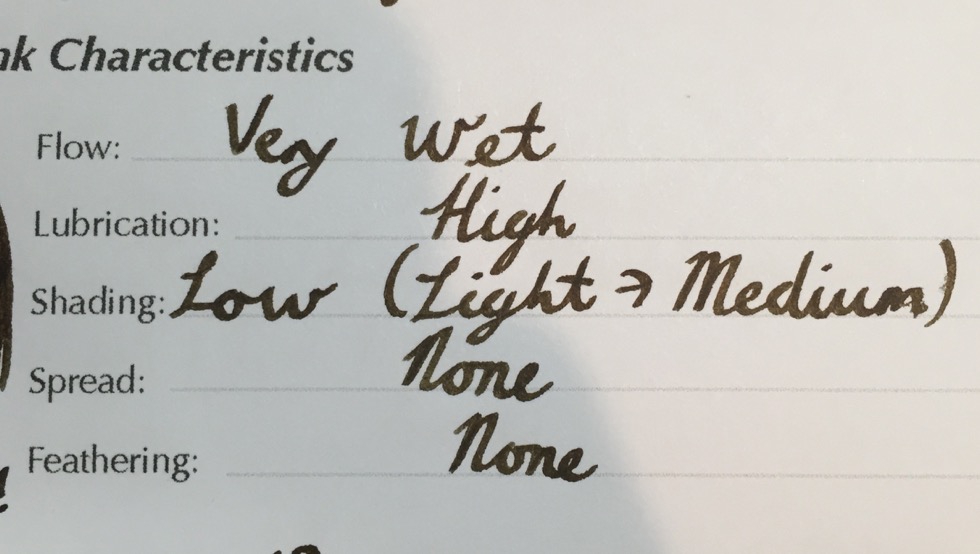 nk Characteristics
Flow: Very Wet
Lubrication: High
Shading: Low (Light → Medium)
Spread: None
Feathering: None